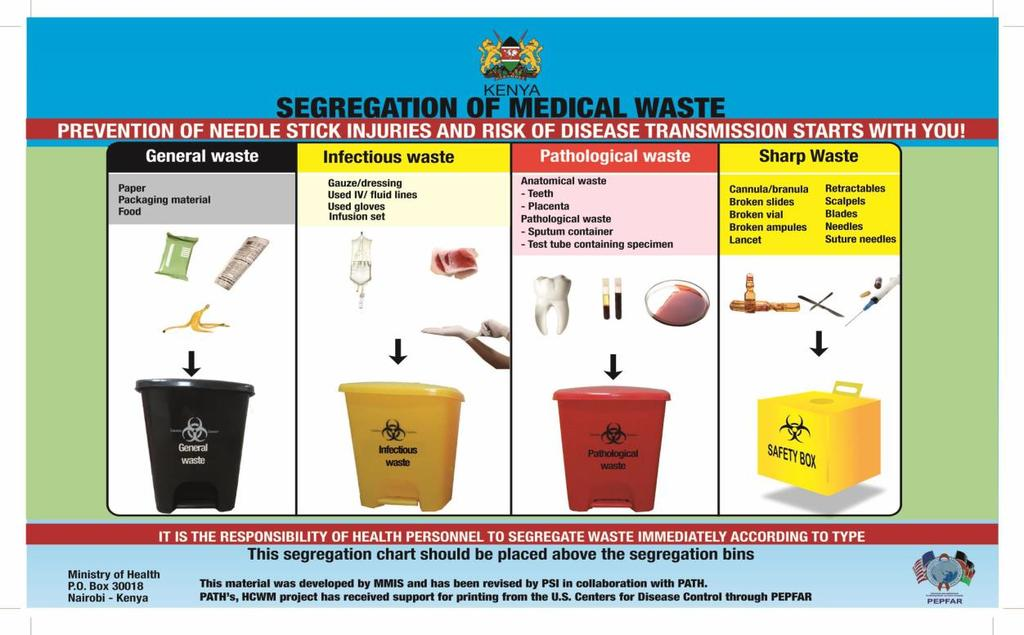 KENYA
SEGREGATION OF MEDICAL WASTE
PREVENTION OF NEEDLE STICK INJURIES AND RISK OF DISEASE TRANSMISSION STARTS WITH YOU!
General waste
Paper
Packaging material
Food
General
waste
Infectious waste
Gauze/dressing
Used IV/ fluid lines
Used gloves
Infusion set
Infectious
waste
Pathological waste
Anatomical waste
- Teeth
- Placenta
Pathological waste
- Sputum container
- Test tube containing specimen
Pathological
waste
Sharp Waste
Cannula/branula
Broken slides
Broken vial
Broken ampules
Lancet
Retractables
Scalpels
Blades
Needles
Suture needles
SAFETY BOX
IT IS THE RESPONSIBILITY OF HEALTH PERSONNEL TO SEGREGATE WASTE IMMEDIATELY ACCORDING TO TYPE
This segregation chart should be placed above the segregation bins
Ministry of Health
P.O. Box 30018
Nairobi - Kenya
This material was developed by MMIS and has been revised by PSI in collaboration with PATH.
PATH's, HCWM project has received support for printing from the U.S. Centers for Disease Control through PEPFAR
PEPFAR